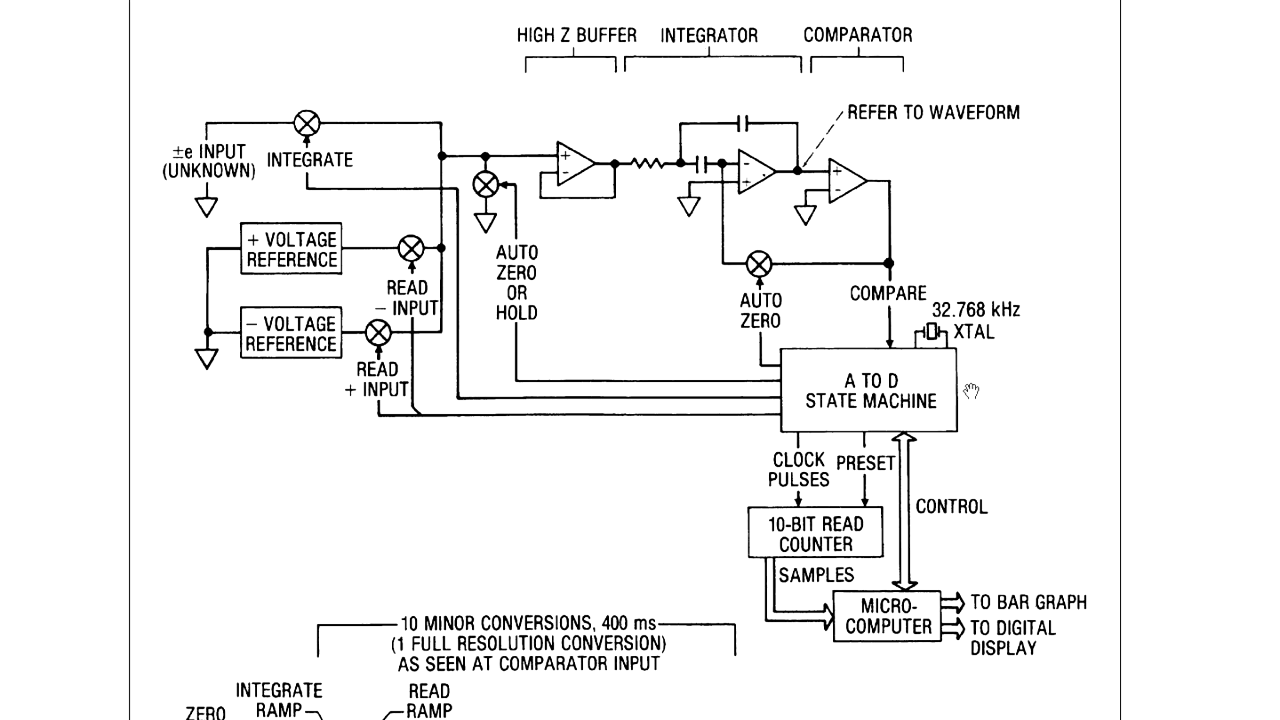 HIGH Z BUFFER
INTEGRATOR
COMPARATOR
REFER TO WAVEFORM
±e INPUT
(UNKNOWN)
INTEGRATE
+
-
-
+
+
-
+ VOLTAGE
REFERENCE
READ
- INPUT
AUTO
ZERO
OR
HOLD
AUTO
ZERO
COMPARE
32.768 kHz
XTAL
- VOLTAGE
REFERENCE
READ
+ INPUT
A TO D
STATE MACHINE
CLOCK
PULSES
PRESET
CONTROL
10-BIT READ
COUNTER
SAMPLES
MICRO-
COMPUTER
TO BAR GRAPH
TO DIGITAL
DISPLAY
10 MINOR CONVERSIONS, 400 ms
(1 FULL RESOLUTION CONVERSION)
AS SEEN AT COMPARATOR INPUT
INTEGRATE
RAMP
READ
RAMP
ZERO